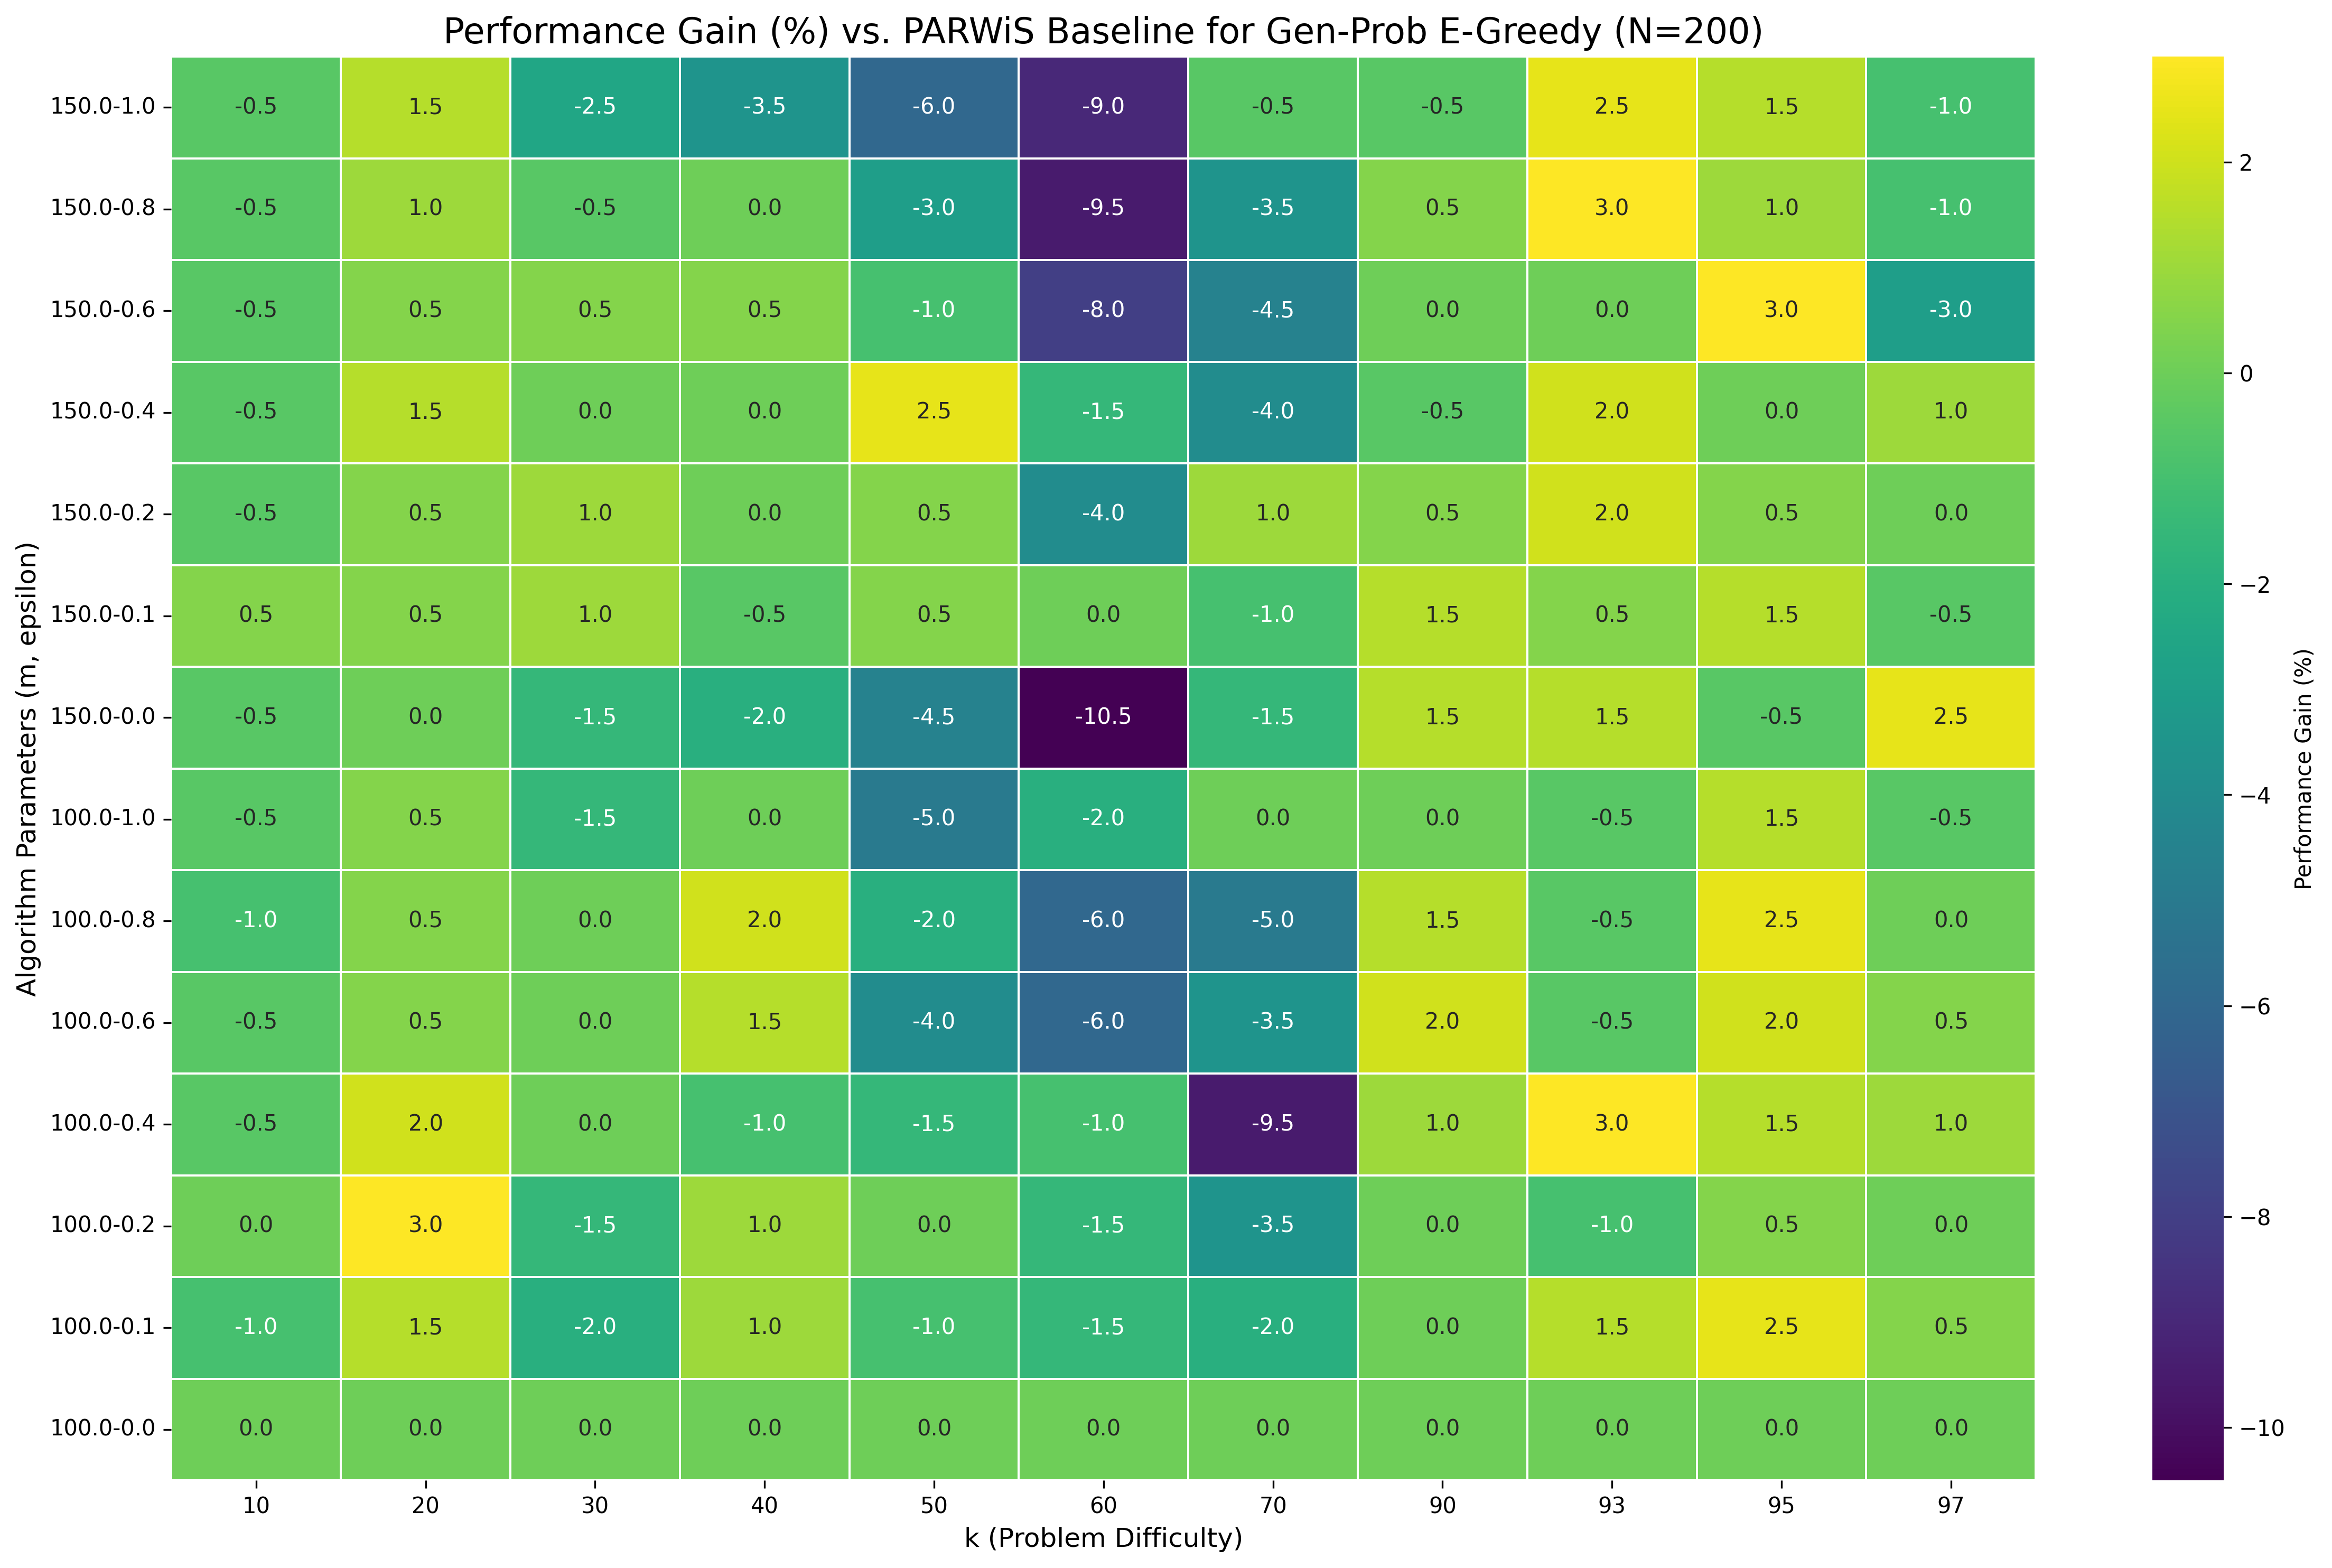 Performance Gain (%) vs. PARWiS Baseline for Gen-Prob E-Greedy (N=200)
Algorithm Parameters (m, epsilon)
150.0-1.0 -0.5 1.5 -2.5 -3.5 -6.0 -9.0 -0.5 -0.5 2.5 1.5 -1.0
150.0-0.8 -0.5 1.0 -0.5 0.0 -3.0 -9.5 -3.5 0.5 3.0 1.0 -1.0
150.0-0.6 -0.5 0.5 0.5 0.5 -1.0 -8.0 -4.5 0.0 0.0 3.0 -3.0
150.0-0.4 -0.5 1.5 0.0 0.0 2.5 -1.5 -4.0 -0.5 2.0 0.0 1.0
150.0-0.2 -0.5 0.5 1.0 0.0 0.5 -4.0 1.0 0.5 2.0 0.5 0.0
150.0-0.1 0.5 0.5 1.0 -0.5 0.5 0.0 -1.0 1.5 0.5 1.5 -0.5
150.0-0.0 -0.5 0.0 -1.5 -2.0 -4.5 -10.5 -1.5 1.5 1.5 -0.5 2.5
100.0-1.0 -0.5 0.5 -1.5 0.0 -5.0 -2.0 0.0 0.0 -0.5 1.5 -0.5
100.0-0.8 -1.0 0.5 0.0 2.0 -2.0 -6.0 -5.0 1.5 -0.5 2.5 0.0
100.0-0.6 -0.5 0.5 0.0 1.5 -4.0 -6.0 -3.5 2.0 -0.5 2.0 0.5
100.0-0.4 -0.5 2.0 0.0 -1.0 -1.5 -1.0 -9.5 1.0 3.0 1.5 1.0
100.0-0.2 0.0 3.0 -1.5 1.0 0.0 -1.5 -3.5 0.0 -1.0 0.5 0.0
100.0-0.1 -1.0 1.5 -2.0 1.0 -1.0 -1.5 -2.0 0.0 1.5 2.5 0.5
100.0-0.0 0.0 0.0 0.0 0.0 0.0 0.0 0.0 0.0 0.0 0.0 0.0
10 20 30 40 50 60 70 90 93 95 97
k (Problem Difficulty)
2
0
−2
−4
−6
−8
−10
Performance Gain (%)